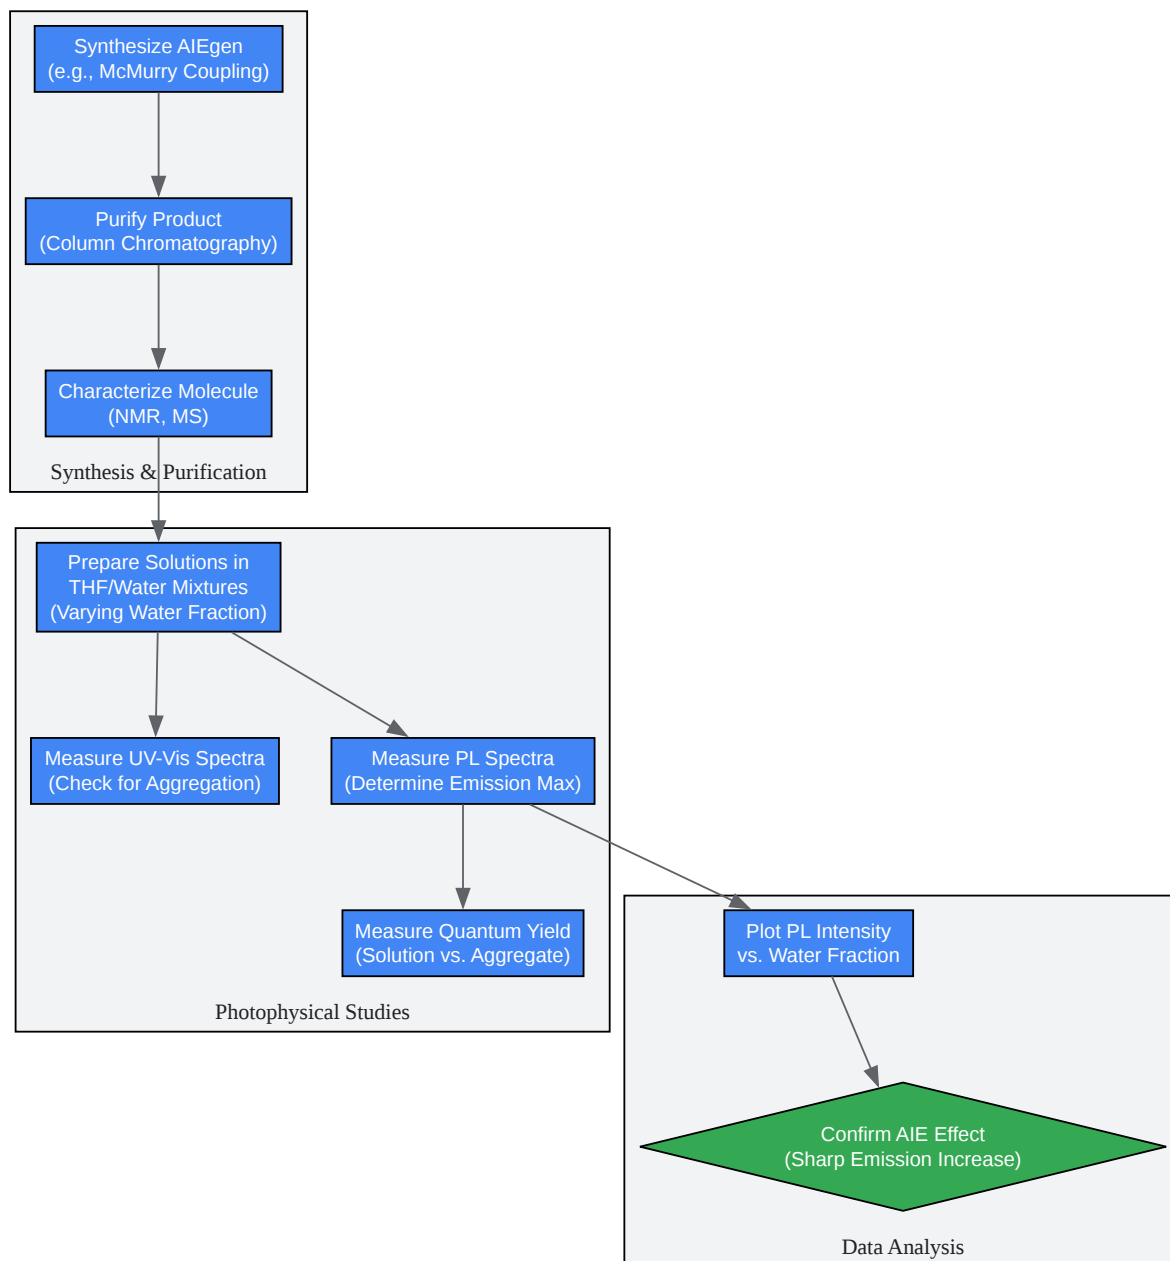 Synthesize AIEgen
(e.g., McMurry Coupling)
Purify Product
(Column Chromatography)
Characterize Molecule
(NMR, MS)
Synthesis & Purification
Prepare Solutions in
THF/Water Mixtures
(Varying Water Fraction)
Measure UV-Vis Spectra
(Check for Aggregation)
Measure PL Spectra
(Determine Emission Max)
Measure Quantum Yield
(Solution vs. Aggregate)
Photophysical Studies
Plot PL Intensity
vs. Water Fraction
Confirm AIE Effect
(Sharp Emission Increase)
Data Analysis